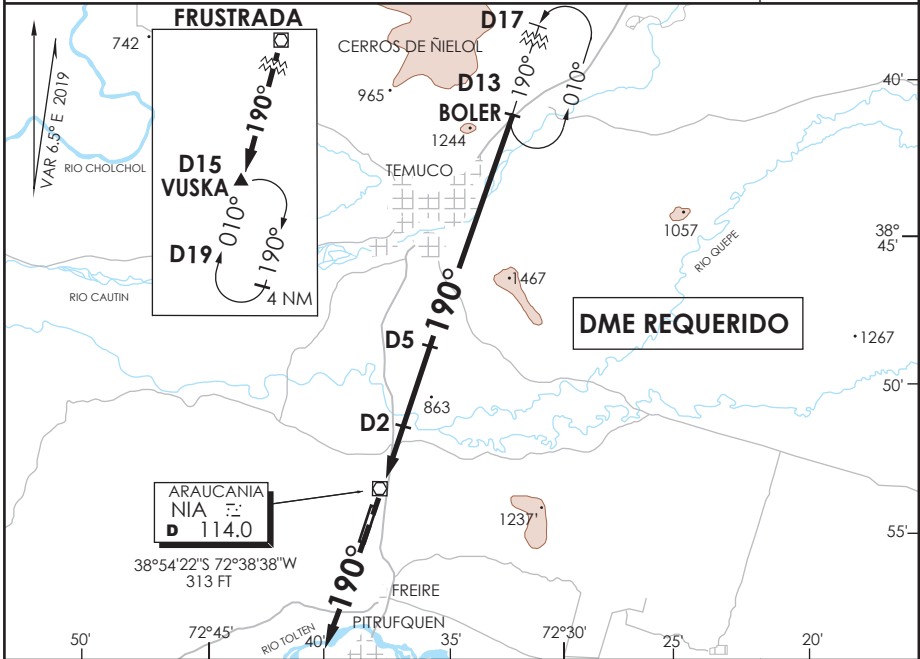 FRUSTRADA
742
CERROS DE ÑIELOL
D17
190°
010°
40'
965
D13
BOLER
1244
VAR 6.5° E 2019
RIO CHOLCHOL
190°
D15
VUSKA
TEMUCO
010°
190°
D19
4 NM
1057
RIO QUEPE
38°
45'
RIO CAUTIN
1467
190°
DME REQUERIDO
D5
1267
50'
863
D2
ARAUCANIA
NIA
D 114.0
38°54'22"S 72°38'38"W
313 FT
1237'
55'
190°
FREIRE
PITRUFQUEN
RIO TOLTEN
50'
72°45'
40'
35'
72°30'
25'
20'